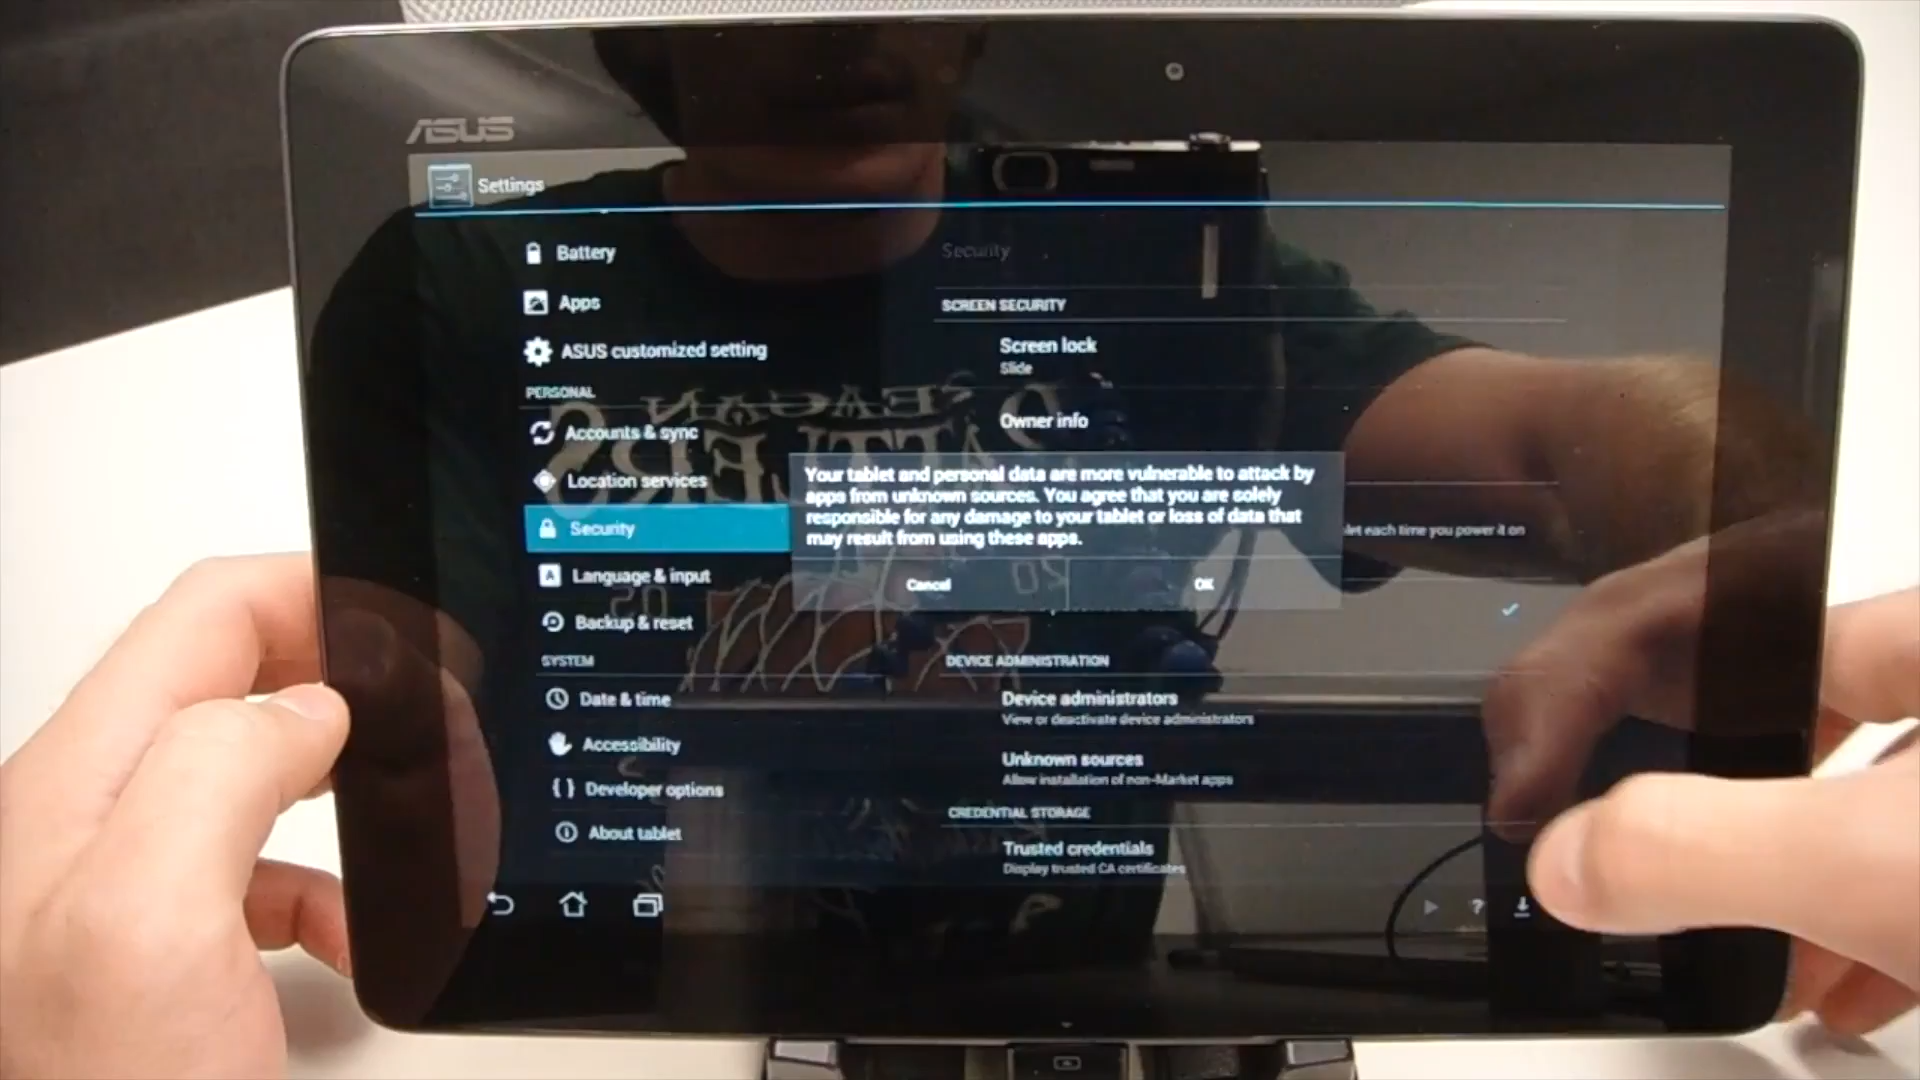 ASUS
Settings
Battery
Apps
ASUS customized setting
PERSONAL
Accounts & sync
Location services
Security
Language & input
Backup & reset
SYSTEM
Date & time
Accessibility
Developer options
About tablet
Security
SCREEN SECURITY
Screen lock
Slide
Owner info
Your tablet and personal data are more vulnerable to attack by
apps from unknown sources. You agree that you are solely
responsible for any damage to your tablet or loss of data that
may result from using these apps.
each time you power it on
Cancel
OK
DEVICE ADMINISTRATION
Device administrators
View or deactivate device administrators
Unknown sources
Allow installation of non-Market apps
CREDENTIAL STORAGE
Trusted credentials
Display trusted CA certificates